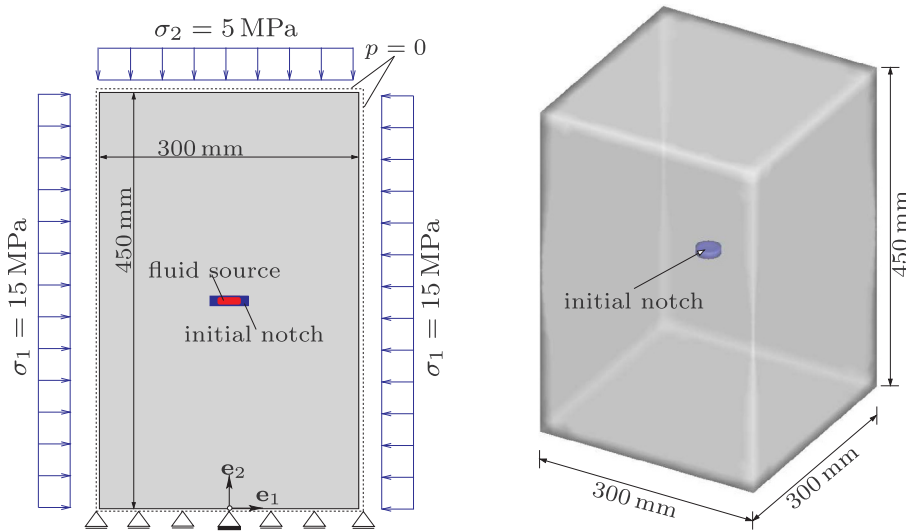 σ₂ = 5 MPa
p = 0
300 mm
450 mm
σ₁ = 15 MPa
fluid source
initial notch
σ₁ = 15 MPa
e₂
e₁
initial notch
450 mm
300 mm
300 mm